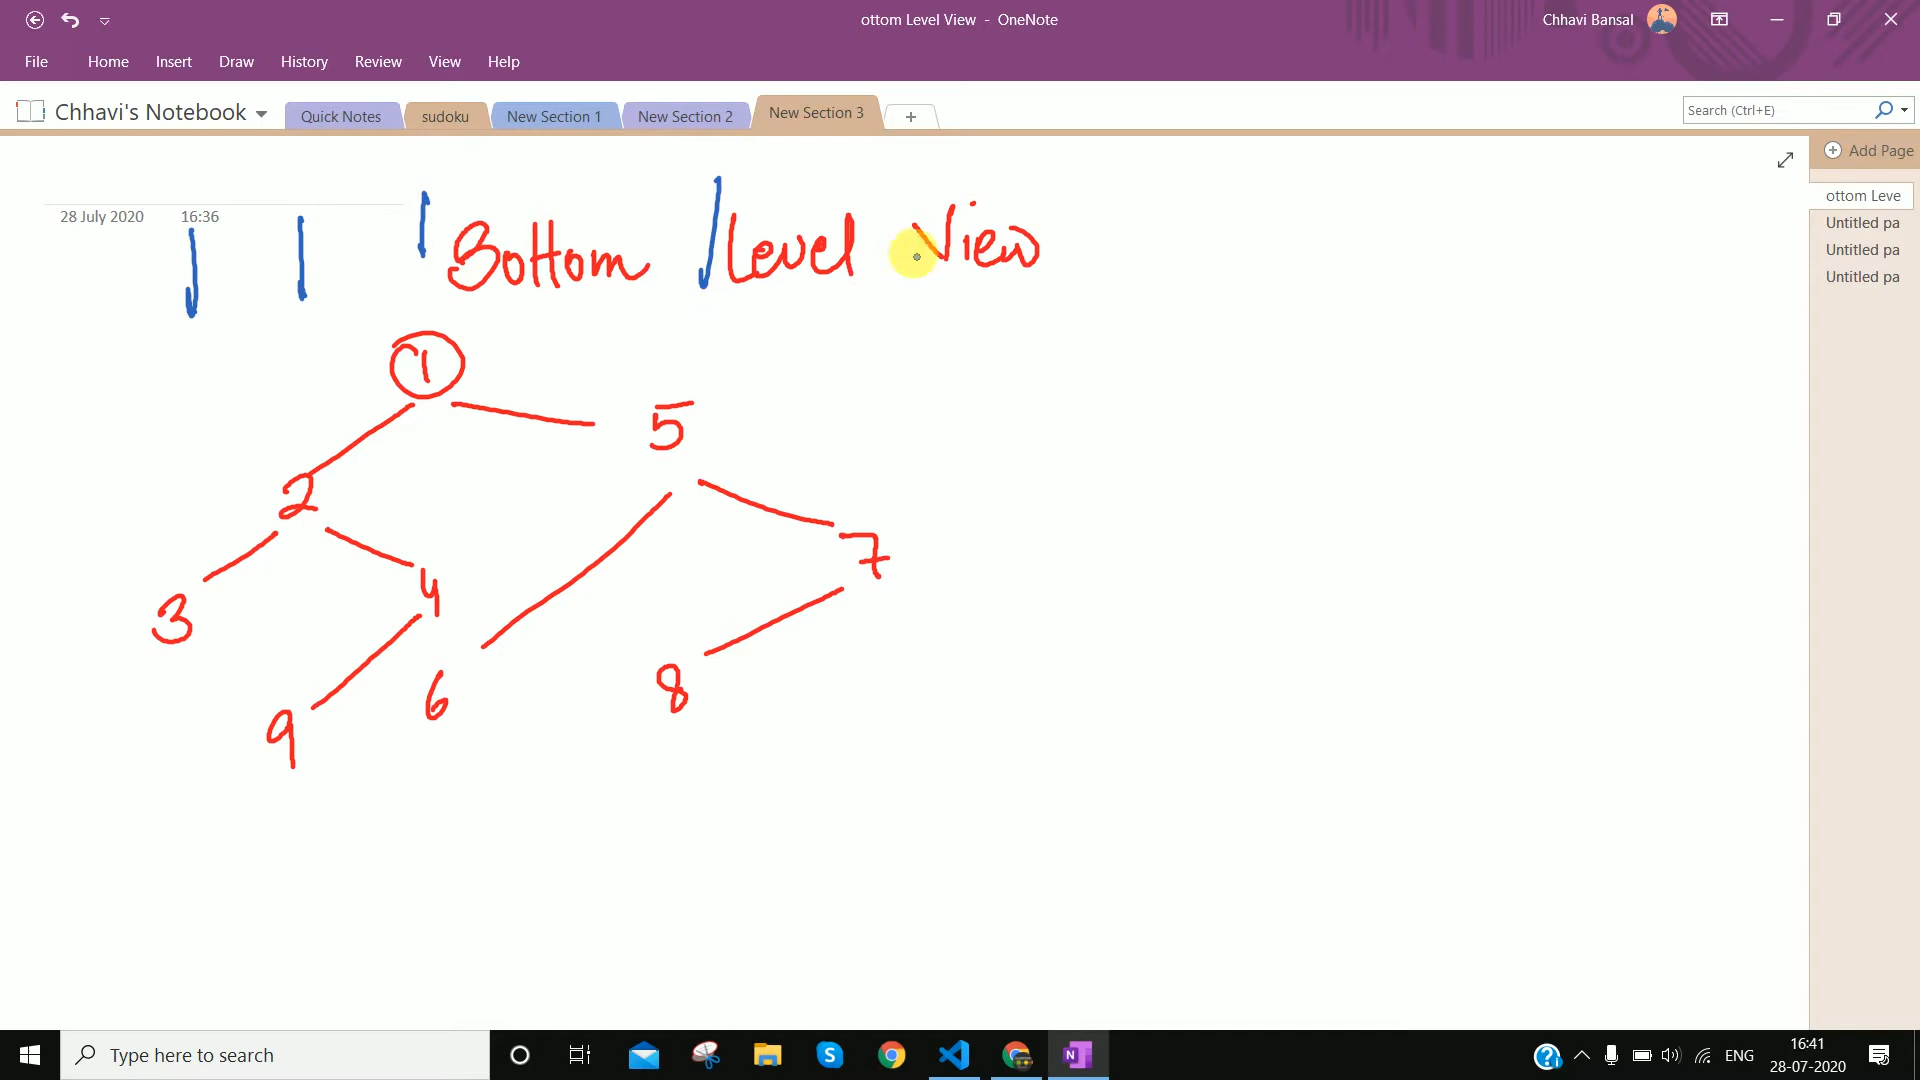 ottom Level View - OneNote
Chhavi Bansal
File Home Insert Draw History Review View Help
Chhavi's Notebook
Quick Notes sudoku New Section 1 New Section 2 New Section 3 +
Search (Ctrl+E)
Add Page
ottom Leve
Untitled pa
Untitled pa
Untitled pa
28 July 2020 16:36
Bottom Level View
1
5
2
7
4
3
6
8
9
Type here to search
ENG
16:41
28-07-2020